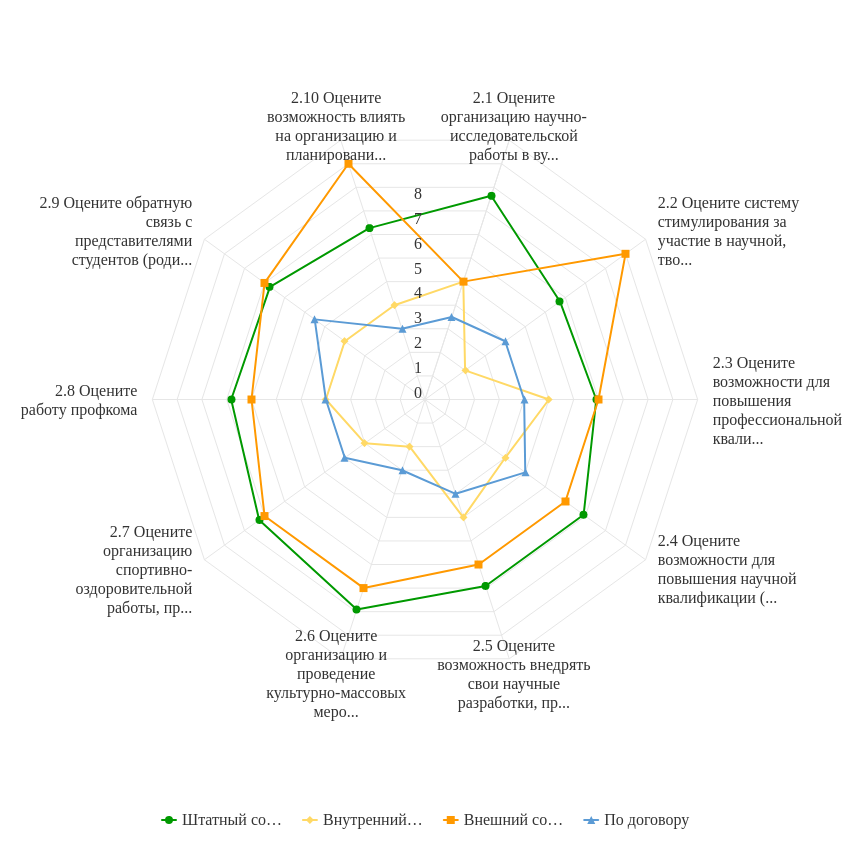 2.10 Оцените
возможность влиять
на организацию и
планировани...
2.1 Оцените
организацию научно-
исследовательской
работы в ву...
2.9 Оцените обратную
связь с
представителями
студентов (роди...
2.2 Оцените систему
стимулирования за
участие в научной,
тво...
8
7
6
5
4
3
2
1
0
2.8 Оцените
работу профкома
2.3 Оцените
возможности для
повышения
профессиональной
квали...
2.7 Оцените
организацию
спортивно-
оздоровительной
работы, пр...
2.4 Оцените
возможности для
повышения научной
квалификации (...
2.6 Оцените
организацию и
проведение
культурно-массовых
меро...
2.5 Оцените
возможность внедрять
свои научные
разработки, пр...
Штатный со…
Внутренний…
Внешний со…
По договору